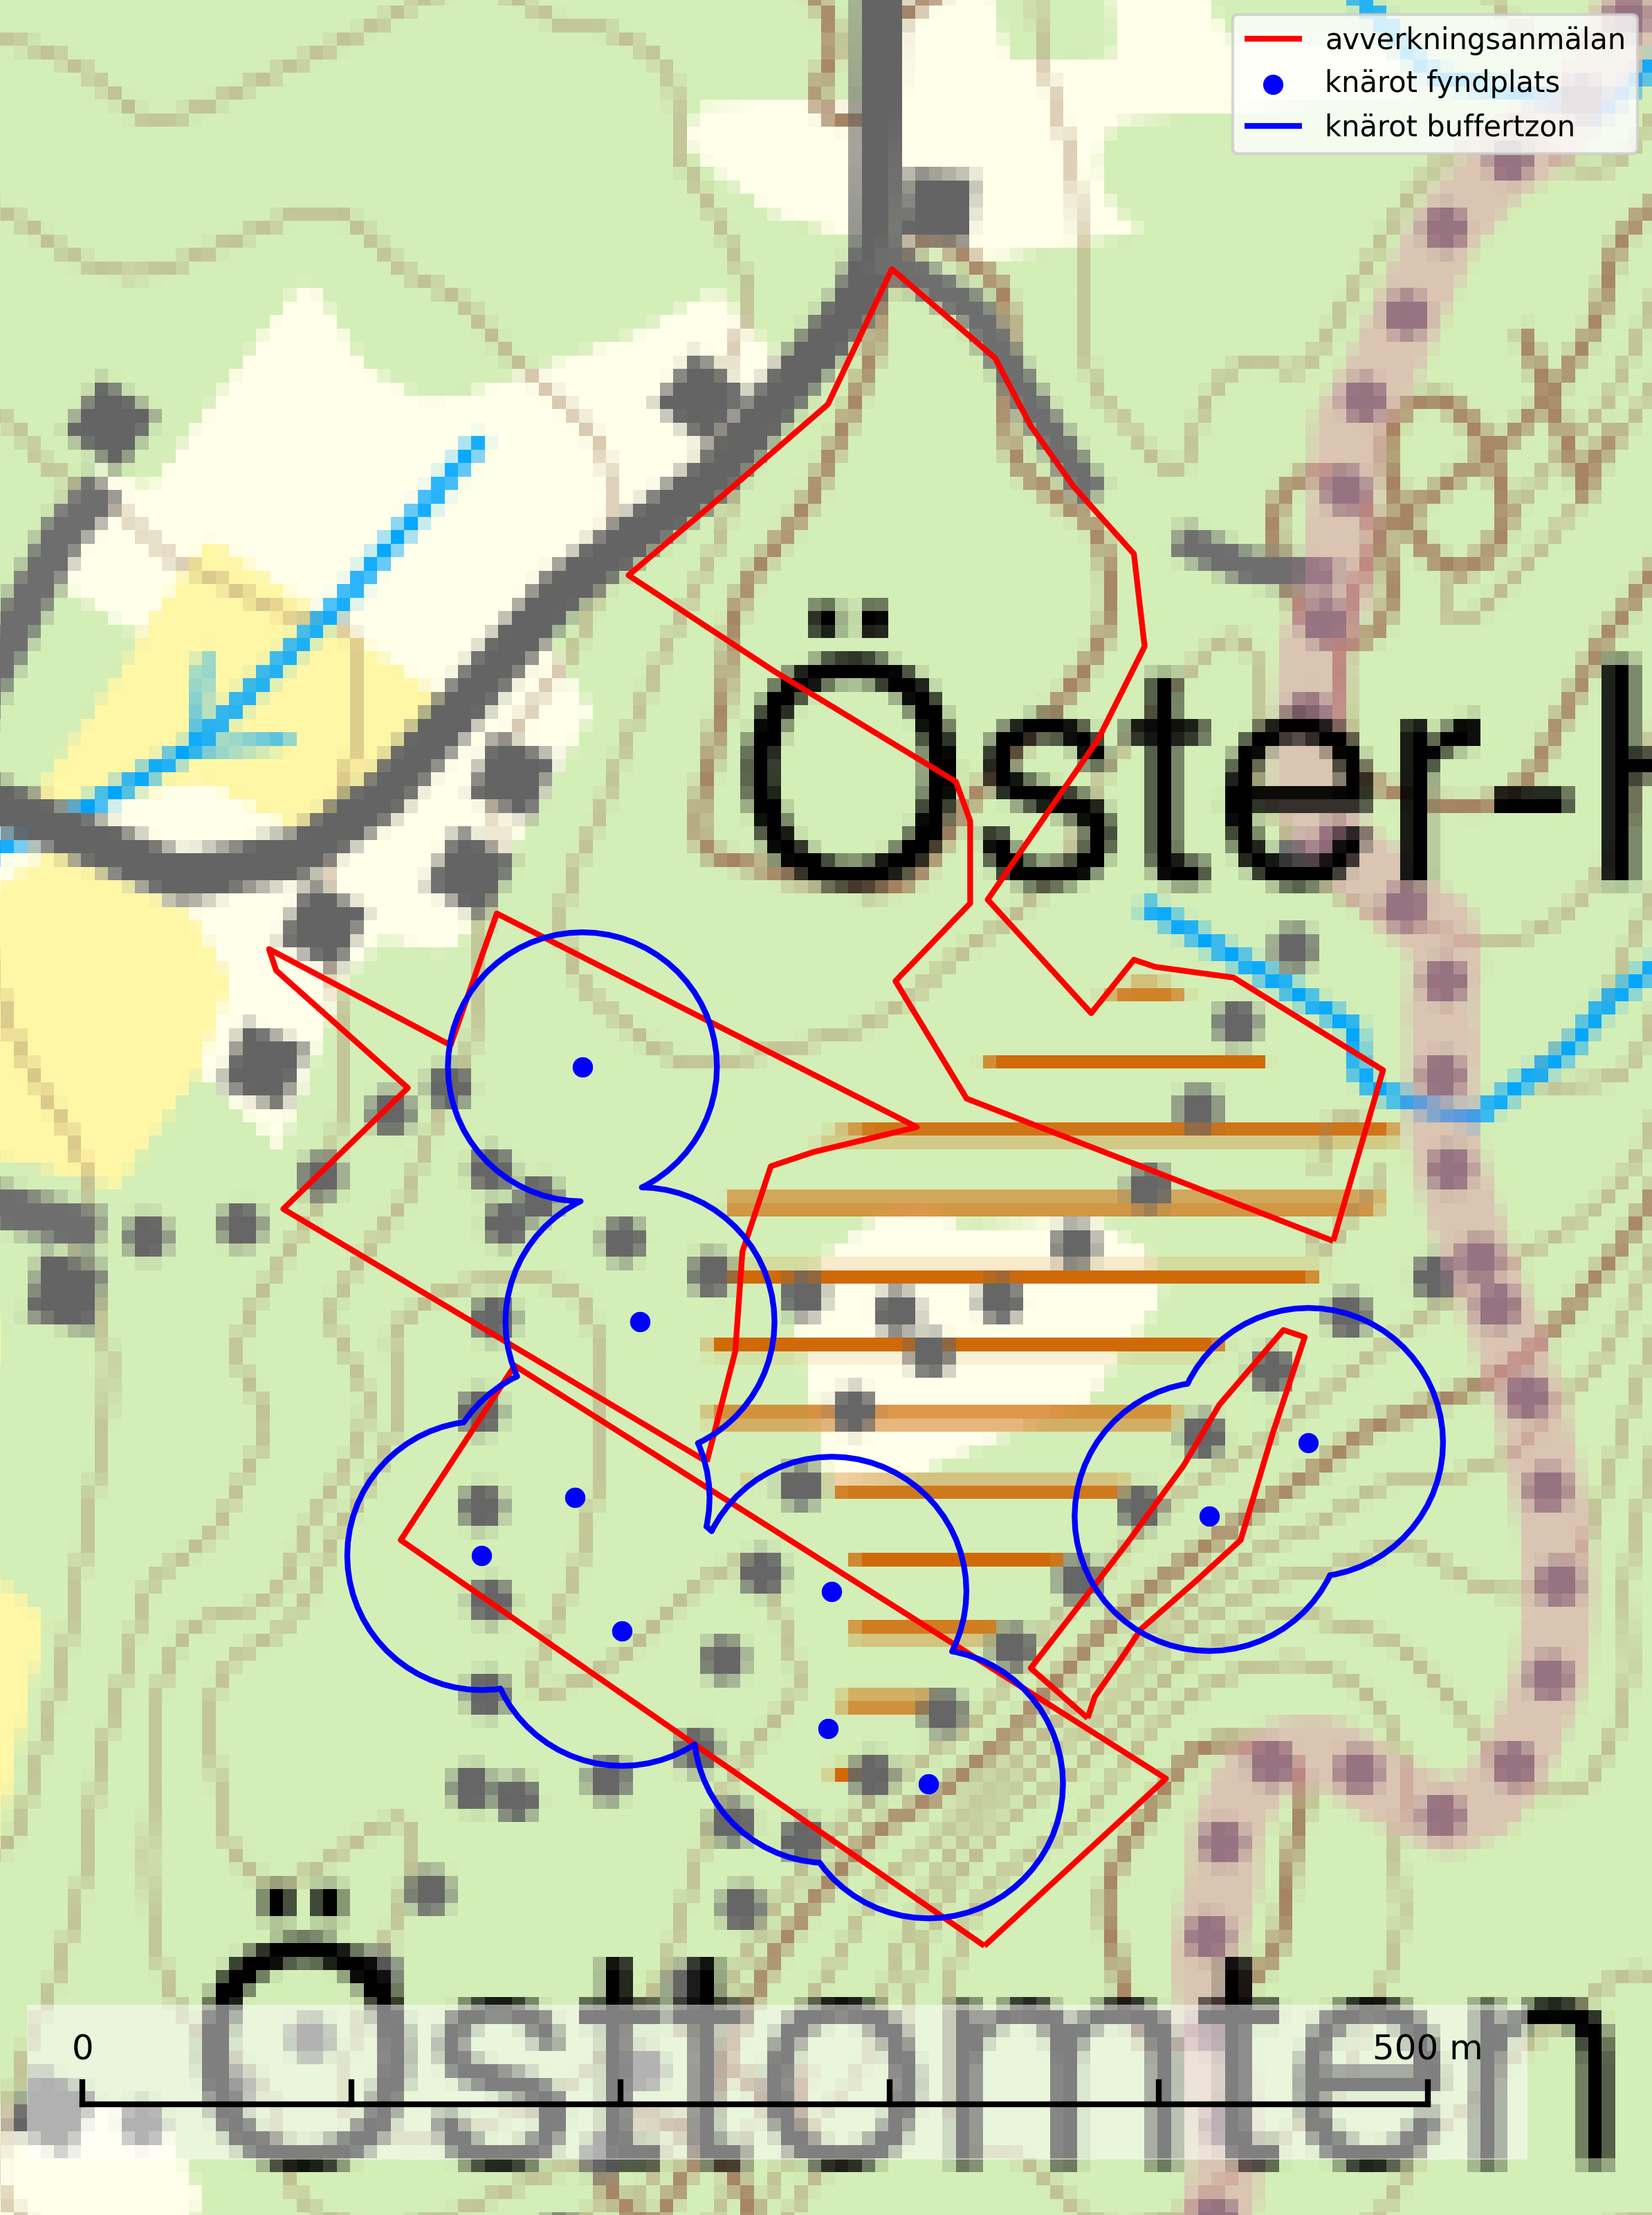 avverkningsanmälan
knärot fyndplats
knärot buffertzon
Öster-H
Östtomten
0 500 m